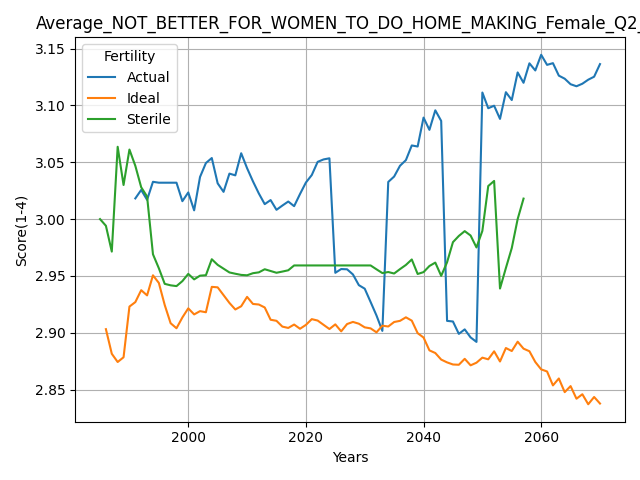 Average_NOT_BETTER_FOR_WOMEN_TO_DO_HOME_MAKING_Female_Q2_
Fertility
Actual
Ideal
Sterile
Score(1-4)
3.15
3.10
3.05
3.00
2.95
2.90
2.85
2000
2020
2040
2060
Years